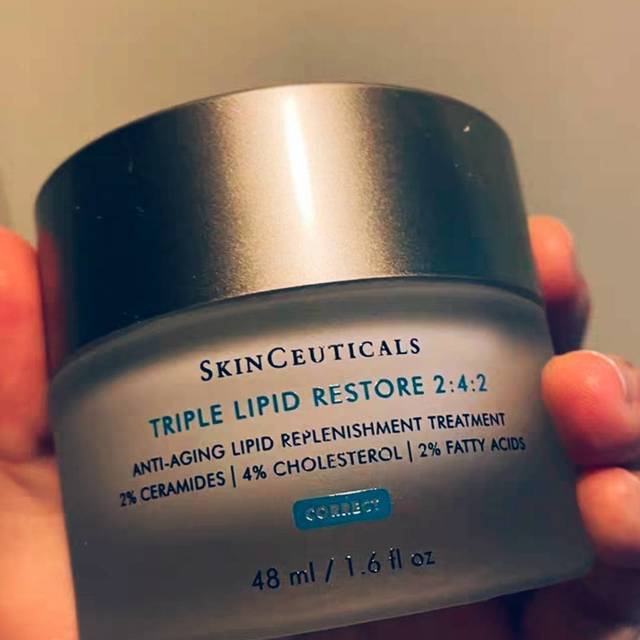 SKINCEUTICALS
TRIPLE LIPID RESTORE 2:4:2
ANTI-AGING LIPID REPLENISHMENT TREATMENT
2% CERAMIDES | 4% CHOLESTEROL | 2% FATTY ACIDS
CORRECT
48 ml / 1.6 fl oz